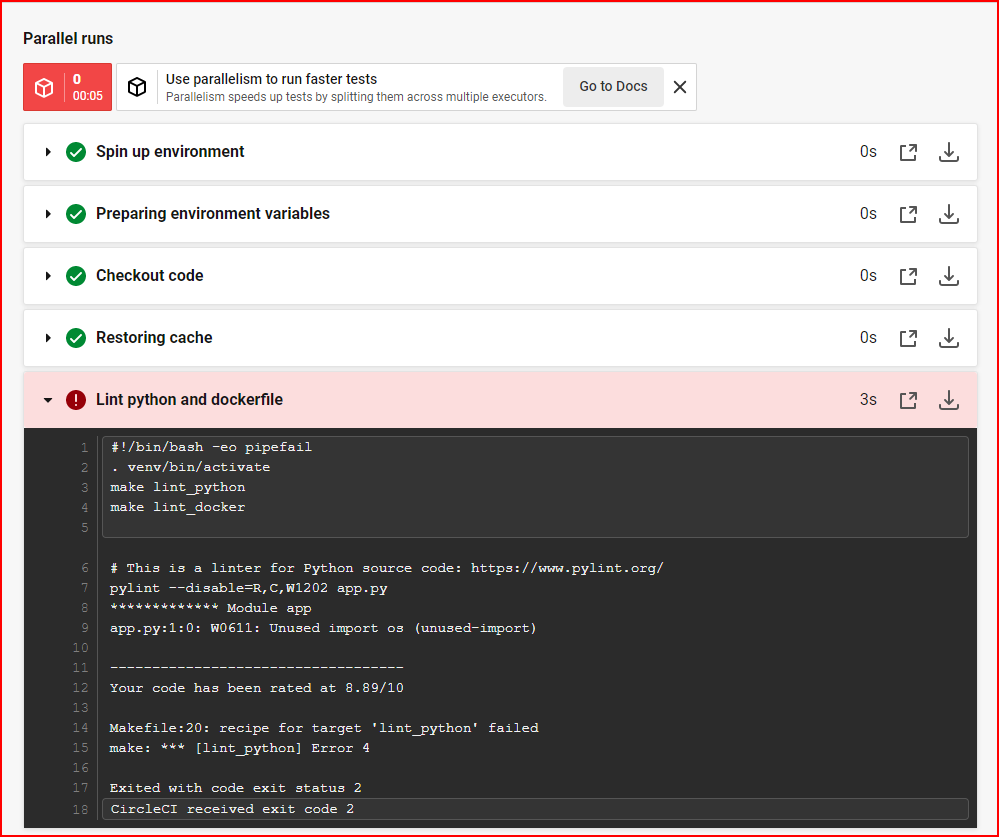 Parallel runs
0
00:05
Use parallelism to run faster tests
Parallelism speeds up tests by splitting them across multiple executors.
Go to Docs
Spin up environment 0s
Preparing environment variables 0s
Checkout code 0s
Restoring cache 0s
Lint python and dockerfile 3s
1 #!/bin/bash -eo pipefail
2 . venv/bin/activate
3 make lint_python
4 make lint_docker
5
6 # This is a linter for Python source code: https://www.pylint.org/
7 pylint --disable=R,C,W1202 app.py
8 ************* Module app
9 app.py:1:0: W0611: Unused import os (unused-import)
10
11 -----------------------------------
12 Your code has been rated at 8.89/10
13
14 Makefile:20: recipe for target 'lint_python' failed
15 make: *** [lint_python] Error 4
16
17 Exited with code exit status 2
18 CircleCI received exit code 2